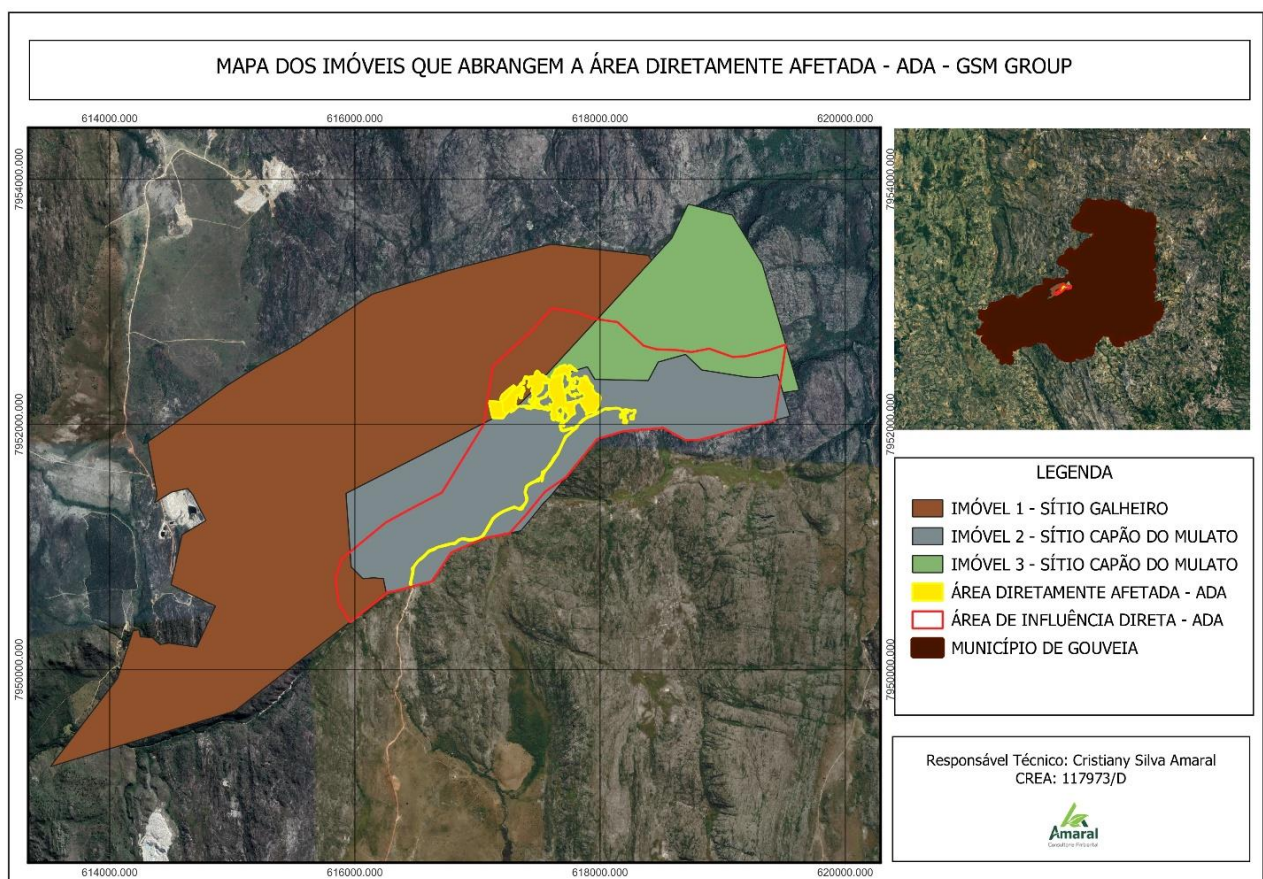 MAPA DOS IMÓVEIS QUE ABRANGEM A ÁREA DIRETAMENTE AFETADA - ADA - GSM GROUP
614000.000 616000.000 618000.000 620000.000
7954000.000 7954000.000
7952000.000 7952000.000
7950000.000 7950000.000
614000.000 616000.000 618000.000 620000.000
LEGENDA
IMÓVEL 1 - SÍTIO GALHEIRO
IMÓVEL 2 - SÍTIO CAPÃO DO MULATO
IMÓVEL 3 - SÍTIO CAPÃO DO MULATO
ÁREA DIRETAMENTE AFETADA - ADA
ÁREA DE INFLUÊNCIA DIRETA - ADA
MUNICÍPIO DE GOUVEIA
Responsável Técnico: Cristiany Silva Amaral
CREA: 117973/D
Amaral
Consultoria Ambiental